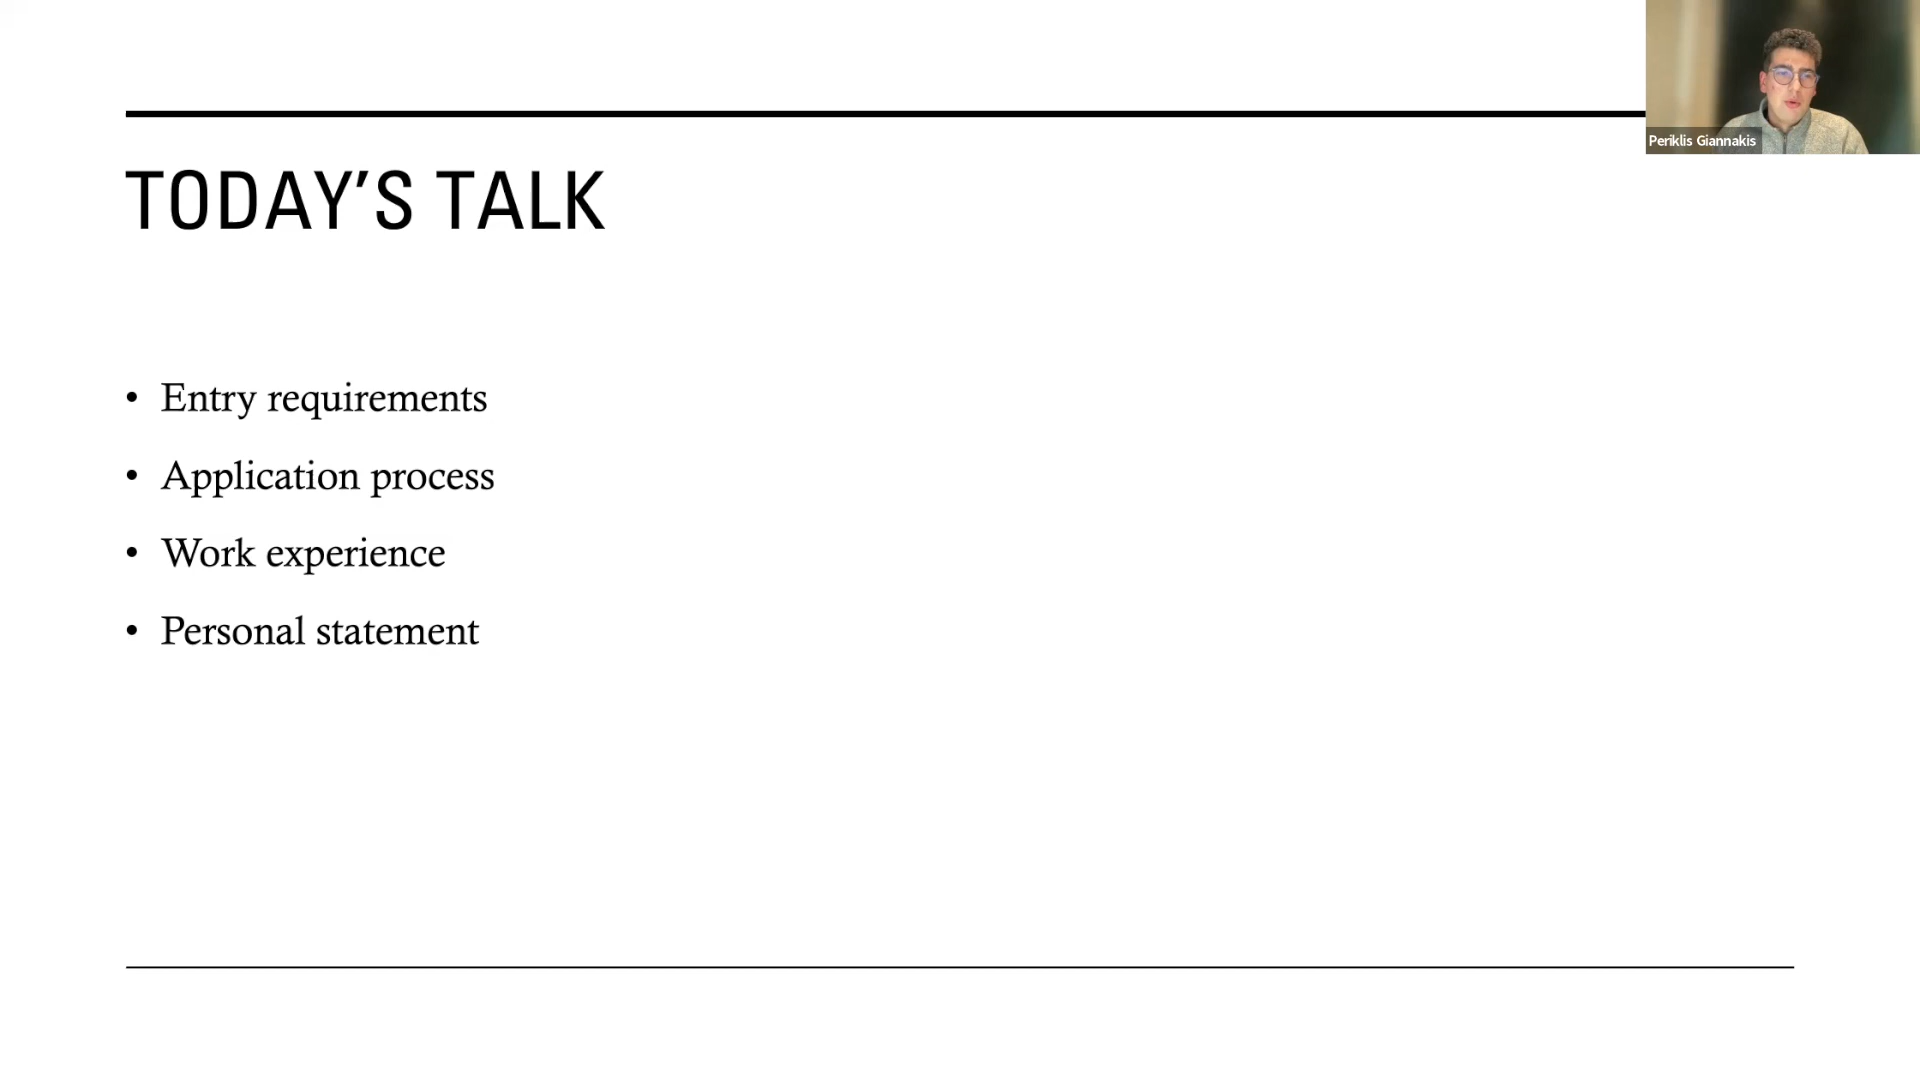 TODAY’S TALK
Periklis Giannakis
• Entry requirements
• Application process
• Work experience
• Personal statement